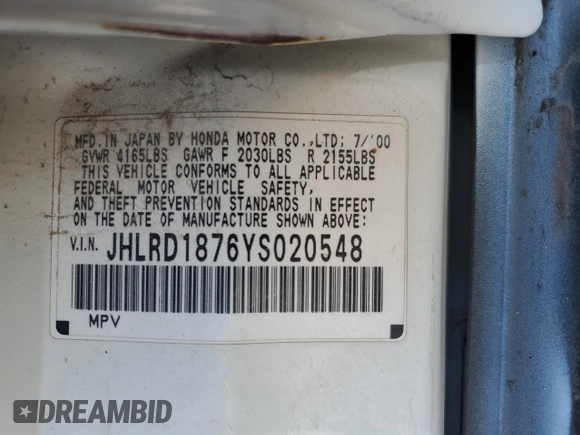 MFD. IN JAPAN BY HONDA MOTOR CO.,LTD; 7/'00
GVWR 4165LBS GAWR F 2030LBS R 2155LBS
THIS VEHICLE CONFORMS TO ALL APPLICABLE
FEDERAL MOTOR VEHICLE SAFETY,
AND THEFT PREVENTION STANDARDS IN EFFECT
ON THE DATE OF MANUFACTURE SHOWN ABOVE:
V.I.N. JHLRD1876YS020548
MPV
DREAMBID